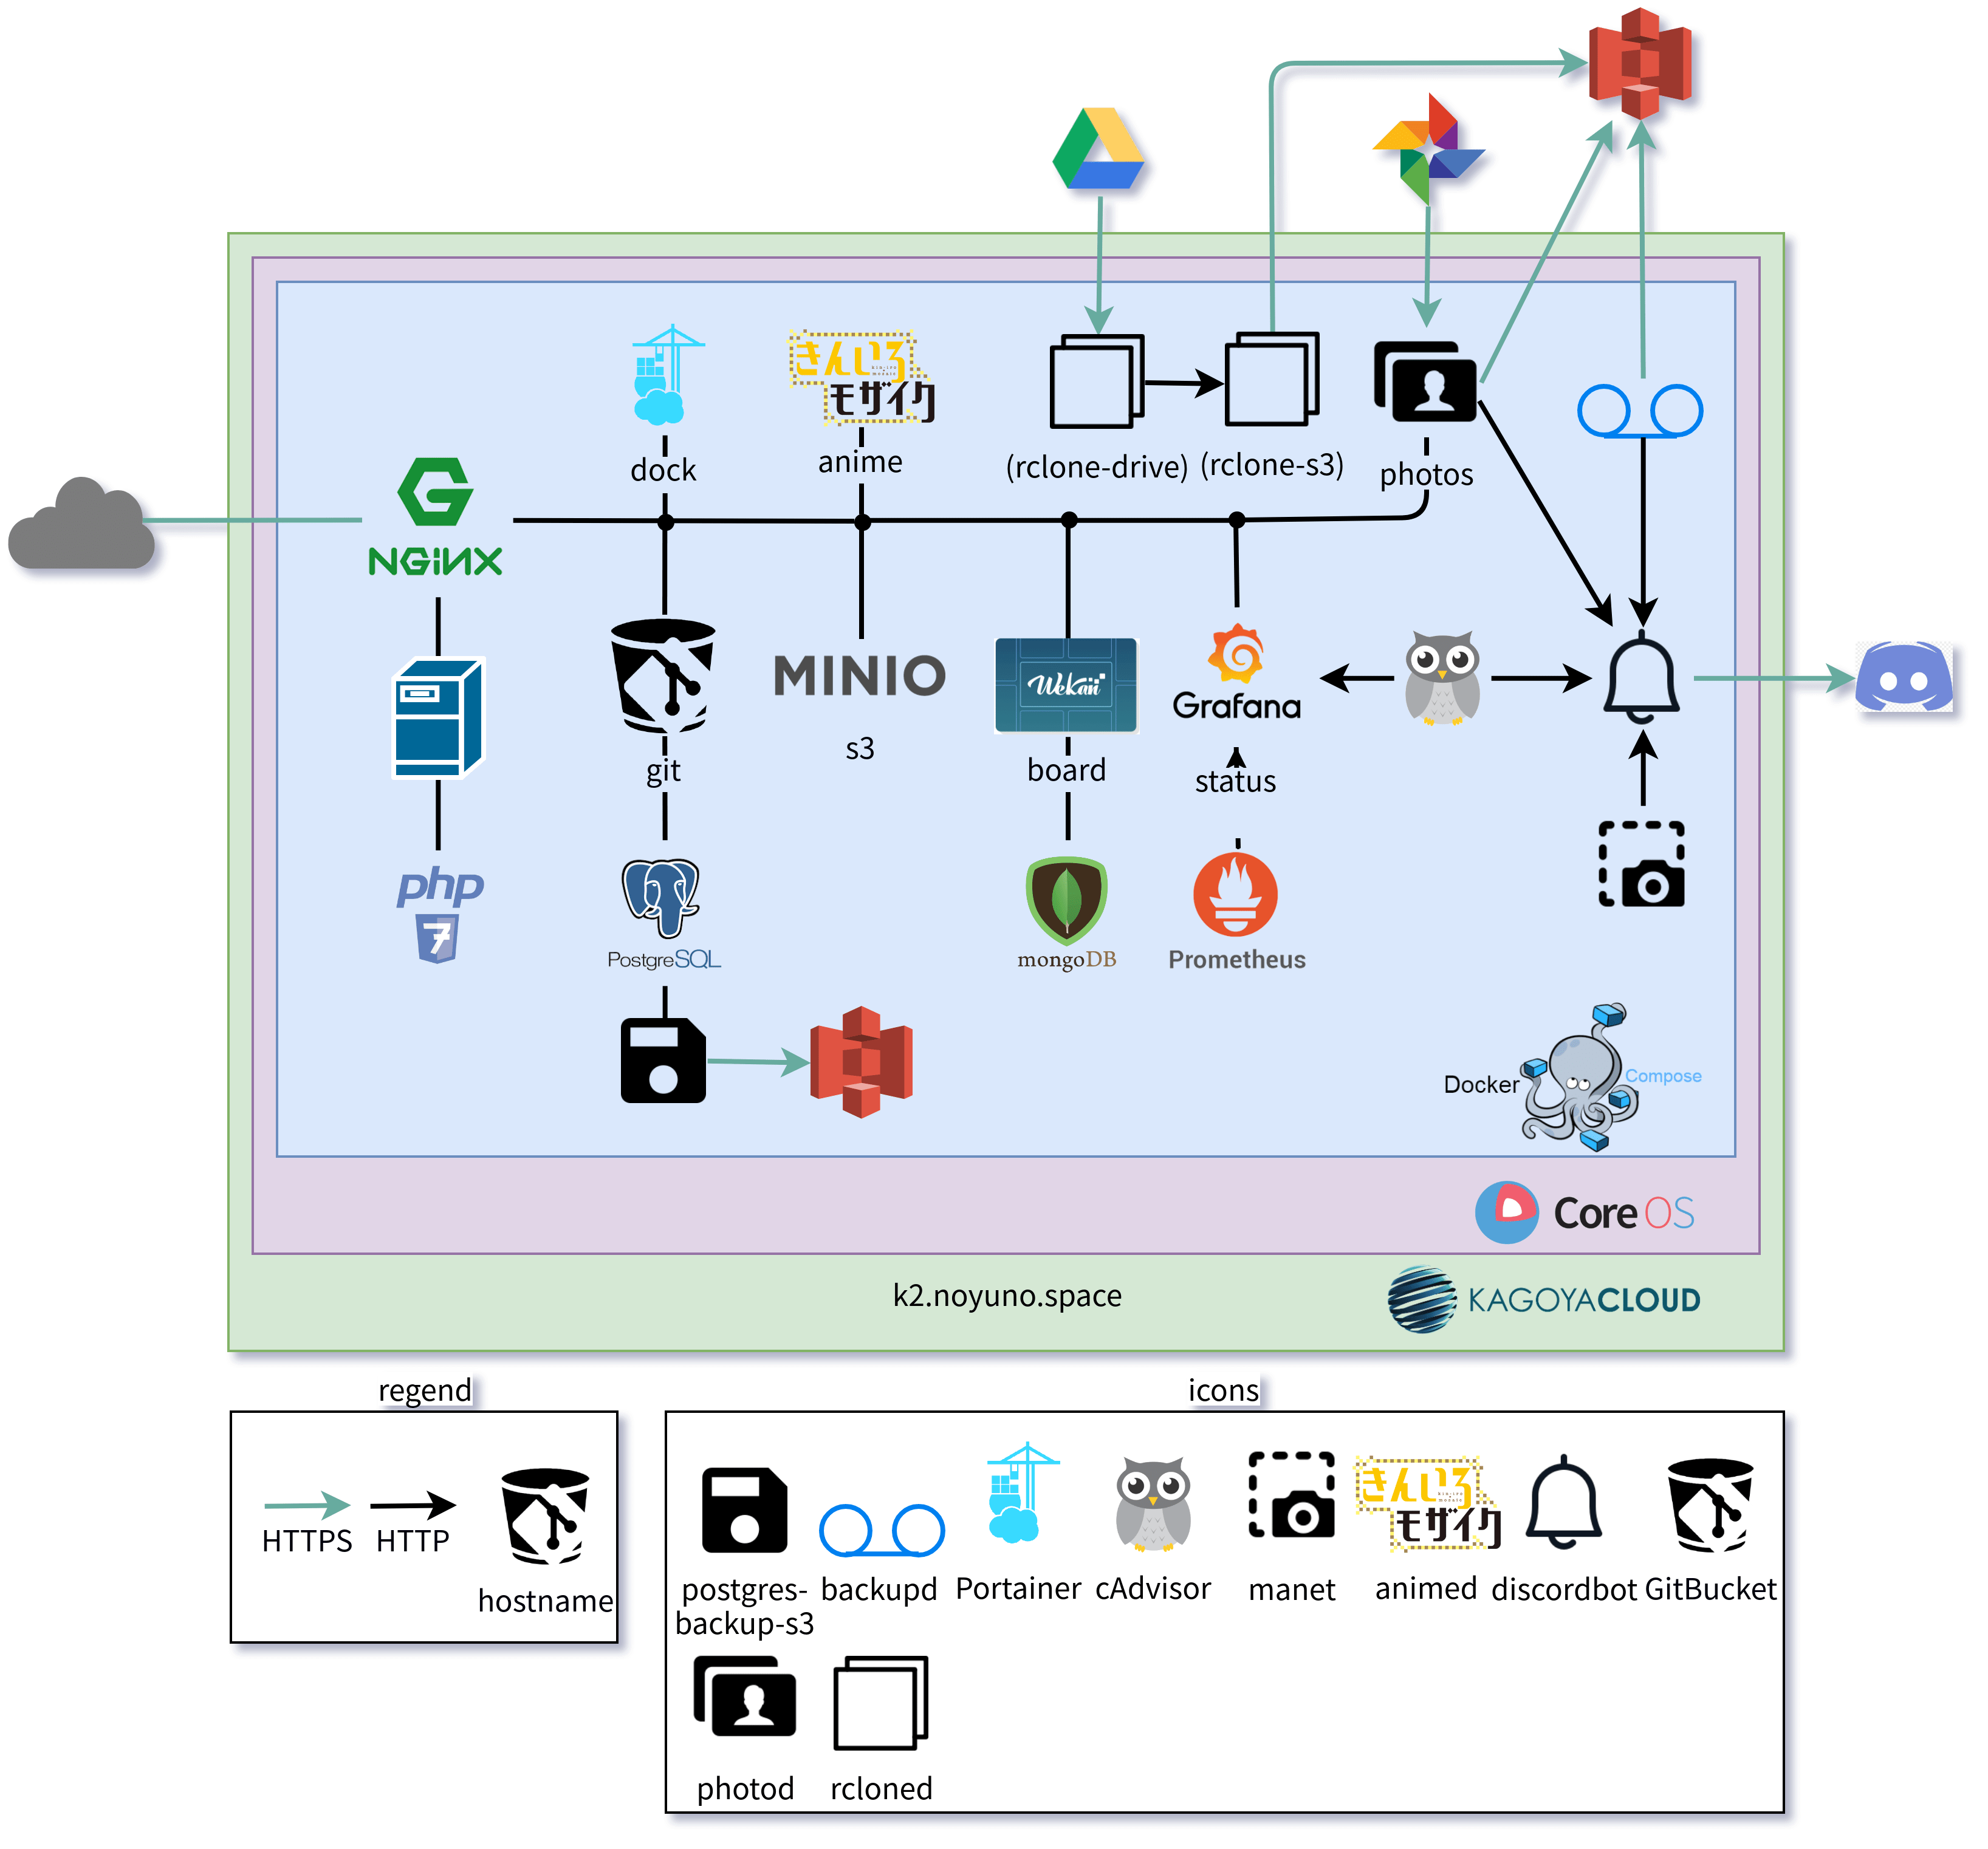 きんいろ
モザイク
dock
anime
(rclone-drive)
(rclone-s3)
photos
NGINX
MINIO
s3
Wekan
Grafana
git
board
status
php
7
PostgreSQL
mongoDB
Prometheus
Docker
Compose
Core OS
k2.noyuno.space
KAGOYACLOUD
regend
HTTPS
HTTP
hostname
icons
きんいろ
モザイク
postgres-
backup-s3
backupd
Portainer
cAdvisor
manet
animed
discordbot
GitBucket
photod
rcloned